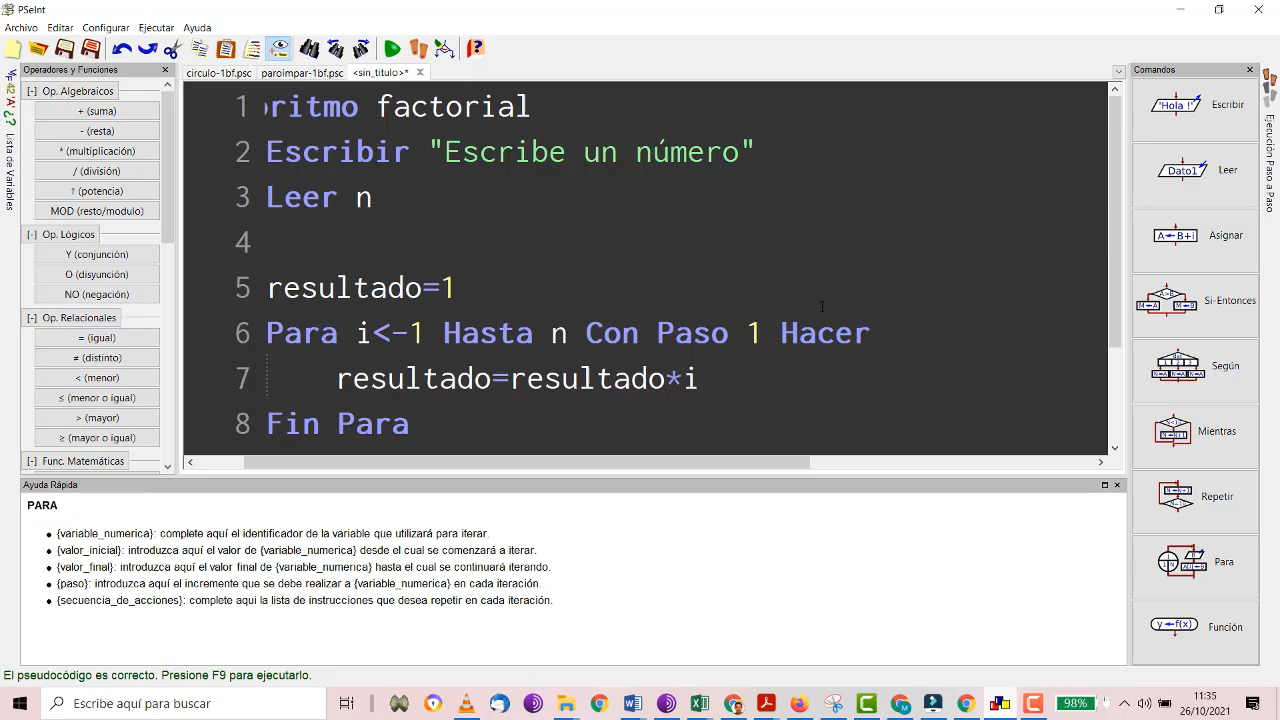 PSeInt
Archivo Editar Configurar Ejecutar Ayuda
Operadores y Funciones
circulo-1bf.psc paroimpar-1bf.psc <sin_titulo>*
Comandos
*+42 'A' ¿? Lista de Variables
[-] Op. Algebraicos
+ (suma)
- (resta)
* (multiplicación)
/ (división)
↑ (potencia)
MOD (resto/modulo)
[-] Op. Lógicos
Y (conjunción)
O (disyunción)
NO (negación)
[-] Op. Relacionales
= (igual)
≠ (distinto)
< (menor)
≤ (menor o igual)
> (mayor)
≥ (mayor o igual)
[-] Func. Matemáticas
1 oritmo factorial
2 Escribir "Escribe un número"
3 Leer n
4
5 resultado=1
6 Para i<-1 Hasta n Con Paso 1 Hacer
7 resultado=resultado*i
8 Fin Para
'Hola !' Escribir
Dato1 Leer
A←B+i Asignar
A>B M←A M←B Si-Entonces
Según
Mientras
Repetir
Para
y←f(x) Función
Ejecución Paso a Paso
Ayuda Rápida
PARA
{variable_numerica}: complete aquí el identificador de la variable que utilizará para iterar.
{valor_inicial}: introduzca aquí el valor de {variable_numerica} desde el cual se comenzará a iterar.
{valor_final}: introduzca aquí el valor final de {variable_numerica} hasta el cual se continuará iterando.
{paso}: introduzca aquí el incremente que se debe realizar a {variable_numerica} en cada iteración.
{secuencia_de_acciones}: complete aqui la lista de instrucciones que desea repetir en cada iteración.
El pseudocódigo es correcto. Presione F9 para ejecutarlo.
Escribe aquí para buscar
98%
11:35
26/10/2021